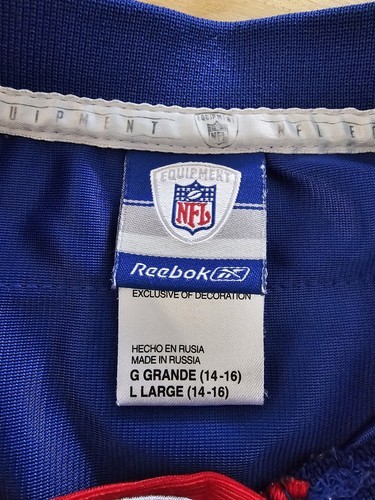 UIPMENT NFL E
EQUIPMENT
NFL
Reebok
EXCLUSIVE OF DECORATION
HECHO EN RUSIA
MADE IN RUSSIA
G GRANDE (14-16)
L LARGE (14-16)